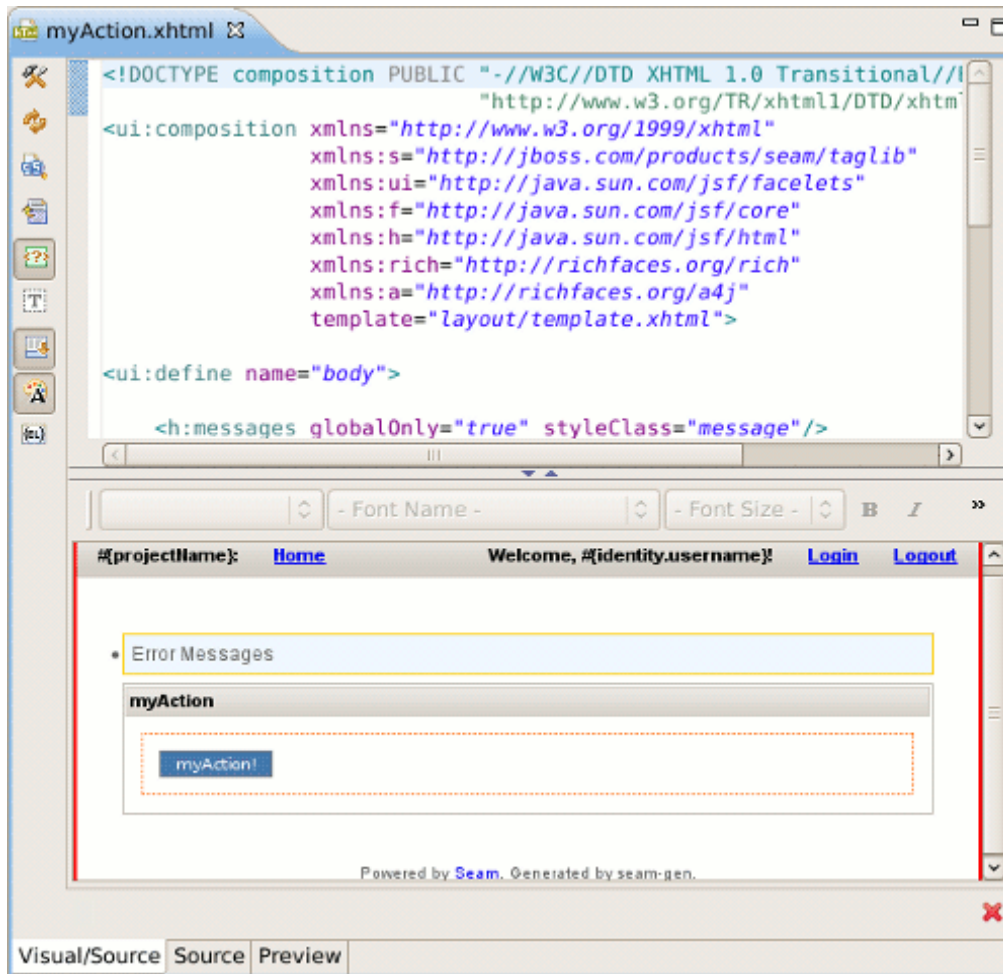 myAction.xhtml
<!DOCTYPE composition PUBLIC "-//W3C//DTD XHTML 1.0 Transitional//
"http://www.w3.org/TR/xhtml1/DTD/xhtm
<ui:composition xmlns="http://www.w3.org/1999/xhtml"
xmlns:s="http://jboss.com/products/seam/taglib"
xmlns:ui="http://java.sun.com/jsf/facelets"
xmlns:f="http://java.sun.com/jsf/core"
xmlns:h="http://java.sun.com/jsf/html"
xmlns:rich="http://richfaces.org/rich"
xmlns:a="http://richfaces.org/a4j"
template="layout/template.xhtml">
<ui:define name="body">
<h:messages globalOnly="true" styleClass="message"/>
- Font Name - - Font Size - B I »
#{projectName}: Home Welcome, #{identity.username}! Login Logout
• Error Messages
myAction
myAction!
Powered by Seam. Generated by seam-gen.
Visual/Source Source Preview